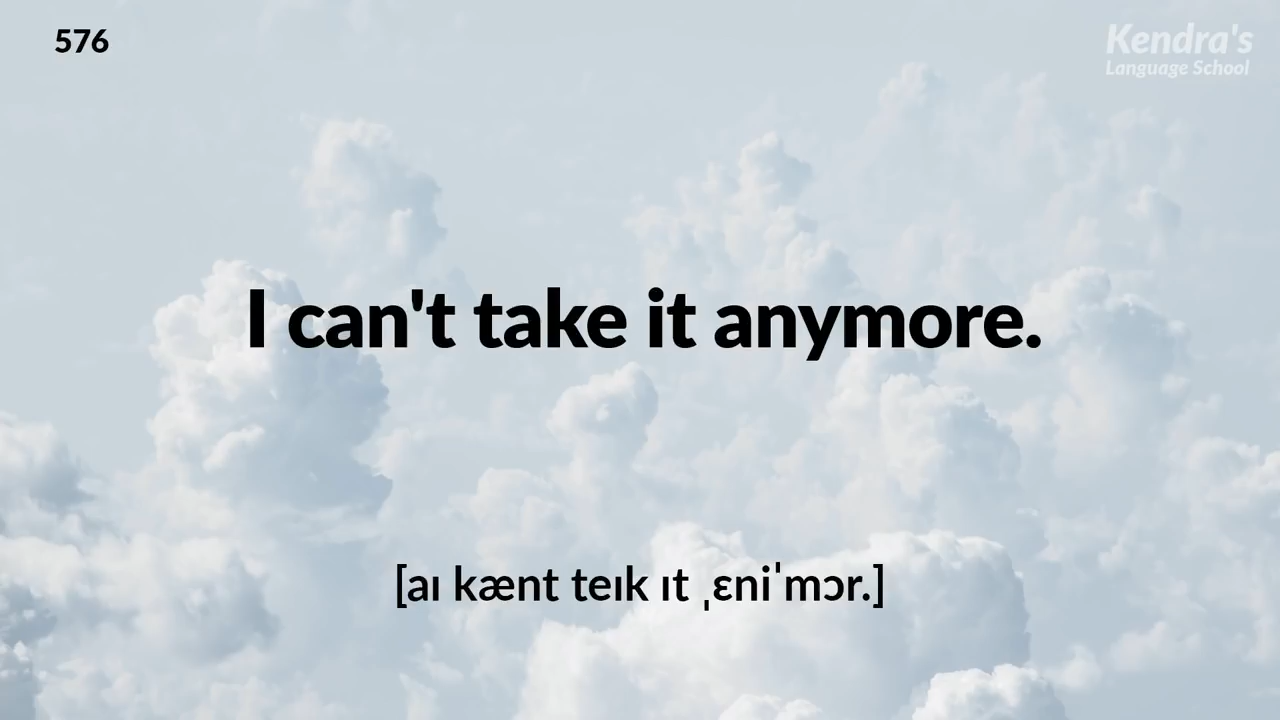 576
Kendra's
Language School
I can't take it anymore.
[aɪ kænt teɪk ɪt ˌɛniˈmɔr.]